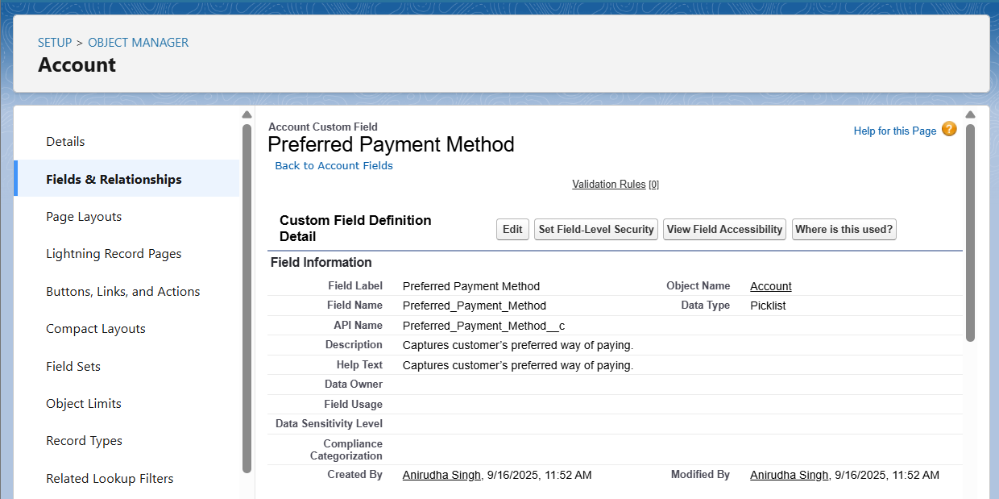 SETUP > OBJECT MANAGER
Account
Details
Fields & Relationships
Page Layouts
Lightning Record Pages
Buttons, Links, and Actions
Compact Layouts
Field Sets
Object Limits
Record Types
Related Lookup Filters
Account Custom Field
Preferred Payment Method
Back to Account Fields
Help for this Page ?
Validation Rules [0]
Custom Field Definition
Detail
Edit Set Field-Level Security View Field Accessibility Where is this used?
Field Information
Field Label Preferred Payment Method Object Name Account
Field Name Preferred_Payment_Method Data Type Picklist
API Name Preferred_Payment_Method__c
Description Captures customer’s preferred way of paying.
Help Text Captures customer’s preferred way of paying.
Data Owner
Field Usage
Data Sensitivity Level
Compliance
Categorization
Created By Anirudha Singh, 9/16/2025, 11:52 AM Modified By Anirudha Singh, 9/16/2025, 11:52 AM